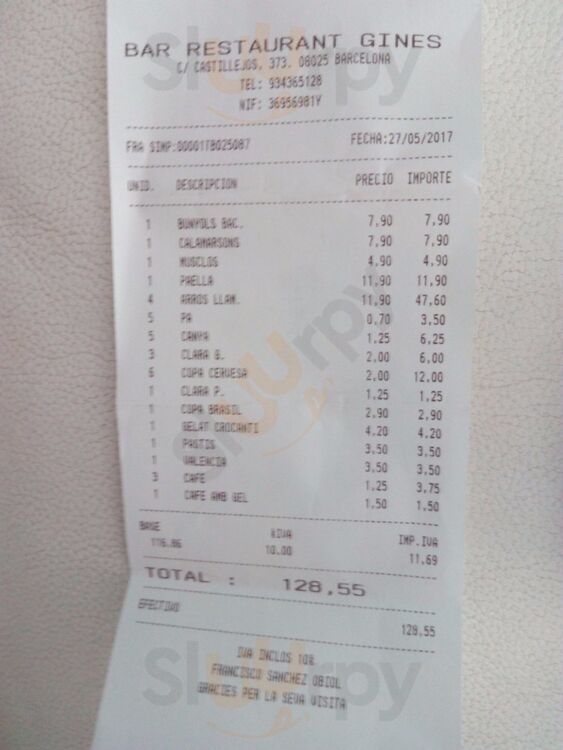 BAR RESTAURANT GINES
C/ CASTILLEJOS, 373. 08025 BARCELONA
TEL: 934365128
NIF: 36956981Y
FRA SIMP:00001TB025087 FECHA:27/05/2017
UNID. DESCRIPCION PRECIO IMPORTE
1 BUNYOLS BAC. 7,90 7,90
1 CALAMARSONS 7,90 7,90
1 MUSCLOS 4,90 4,90
1 PAELLA 11,90 11,90
4 ARROS LLAM. 11,90 47,60
5 PA 0,70 3,50
5 CANYA 1,25 6,25
3 CLARA G. 2,00 6,00
6 COPA CERVESA 2,00 12,00
1 CLARA P. 1,25 1,25
1 COPA BRASIL 2,90 2,90
1 GELAT CROCANTI 4,20 4,20
1 PASTIS 3,50 3,50
1 VALENCIA 3,50 3,50
3 CAFE 1,25 3,75
1 CAFE AMB GEL 1,50 1,50
BASE %IVA IMP.IVA
116.86 10.00 11,69
TOTAL : 128,55
EFECTIVO 128,55
IVA INCLOS 10%
FRANCISCO SANCHEZ OBIOL
GRACIES PER LA SEVA VISITA
Sluurpy
Sluurpy
Sluurpy